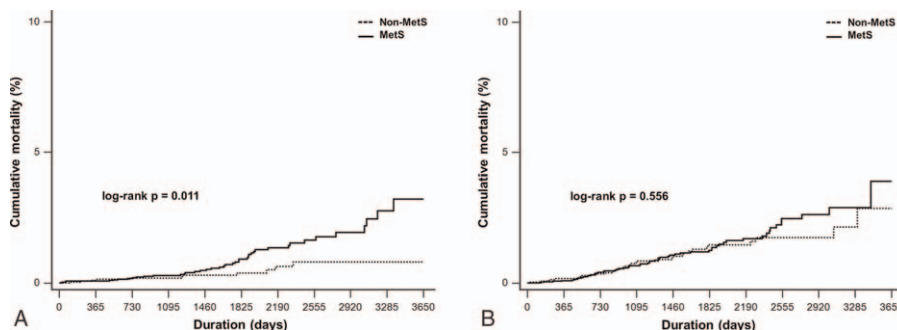 10
Non-MetS
MetS
Cumulative mortality (%)
5
log-rank p = 0.011
0
0 365 730 1095 1460 1825 2190 2555 2920 3285 3650
A
Duration (days)
10
Non-MetS
MetS
Cumulative mortality (%)
5
log-rank p = 0.556
0
0 365 730 1095 1460 1825 2190 2555 2920 3285 365
B
Duration (days)